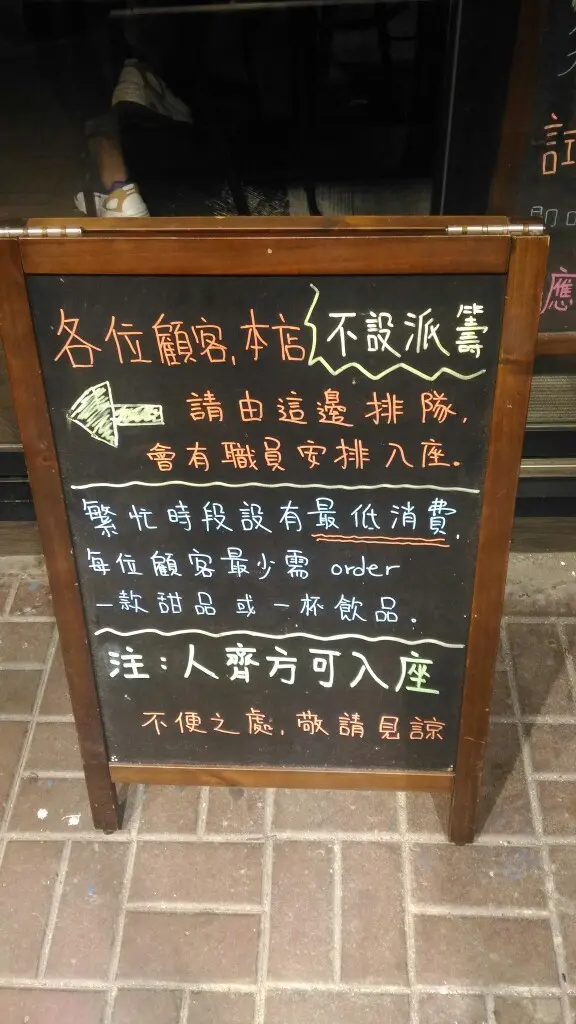 各位顧客,本店不設派籌
請由這邊排隊,
會有職員安排入座。
繁忙時段設有最低消費,
每位顧客最少需 order
一款甜品或一杯飲品。
注:人齊方可入座
不便之處,敬請見諒
訂
應